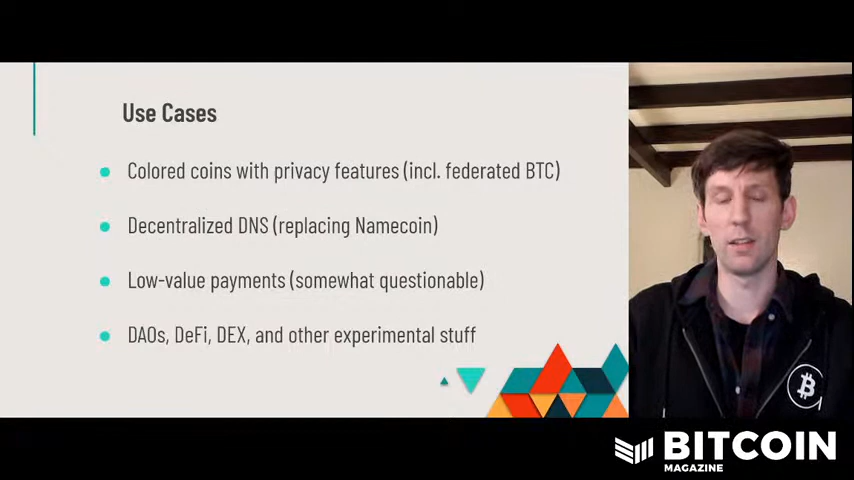 Use Cases
Colored coins with privacy features (incl. federated BTC)
Decentralized DNS (replacing Namecoin)
Low-value payments (somewhat questionable)
DAOs, DeFi, DEX, and other experimental stuff
BITCOIN
MAGAZINE